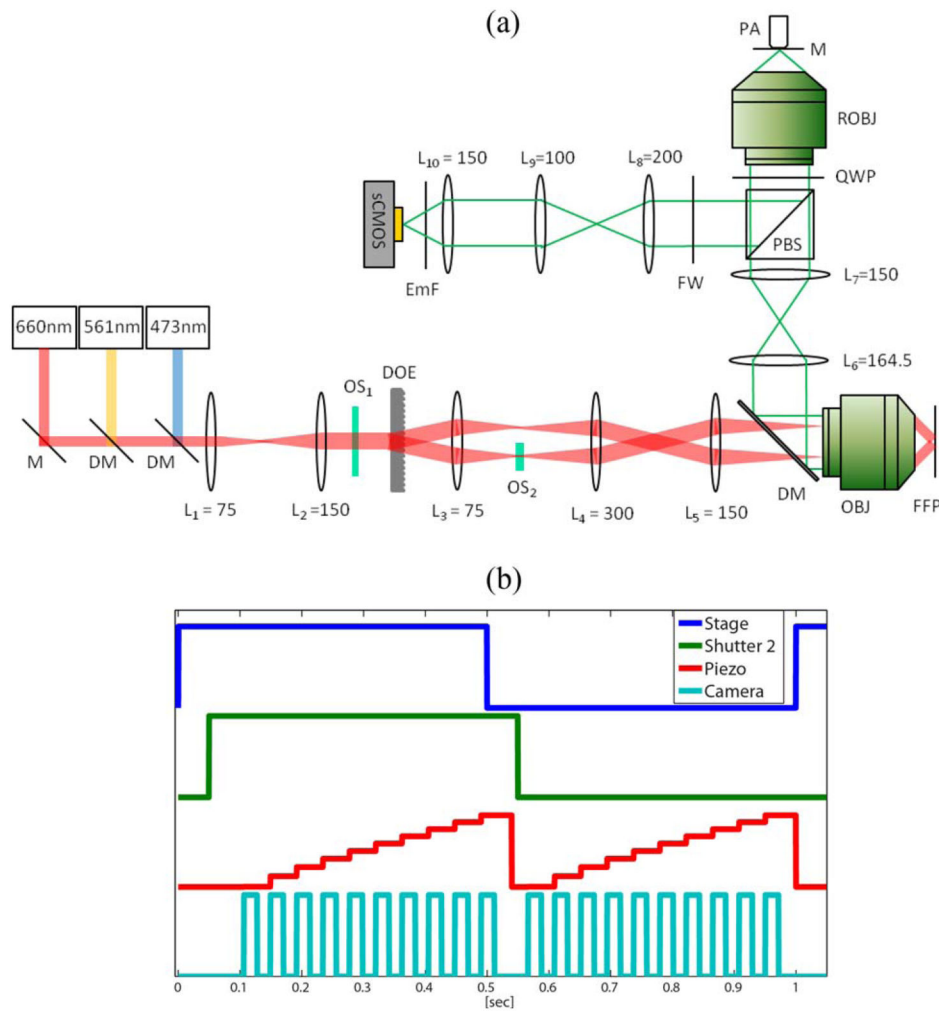 (a)
PA
M
ROBJ
QWP
PBS
L₁₀ = 150
L₉=100
L₈=200
sCMOS
EmF
FW
L₇=150
L₆=164.5
660nm
561nm
473nm
OS₁
DOE
M
DM
DM
L₁ = 75
L₂=150
L₃ = 75
OS₂
L₄ = 300
L₅ = 150
DM
OBJ
FFP
(b)
Stage
Shutter 2
Piezo
Camera
0 0.1 0.2 0.3 0.4 0.5 0.6 0.7 0.8 0.9 1
[sec]